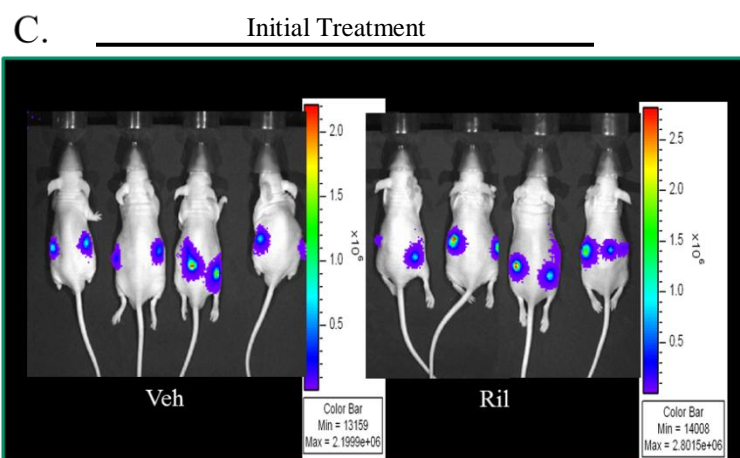 C.
Initial Treatment
2.0
1.5
1.0
0.5
×10⁶
Veh
Color Bar
Min = 13159
Max = 2.1999e+06
2.5
2.0
1.5
1.0
0.5
×10⁶
Ril
Color Bar
Min = 14008
Max = 2.8015e+06